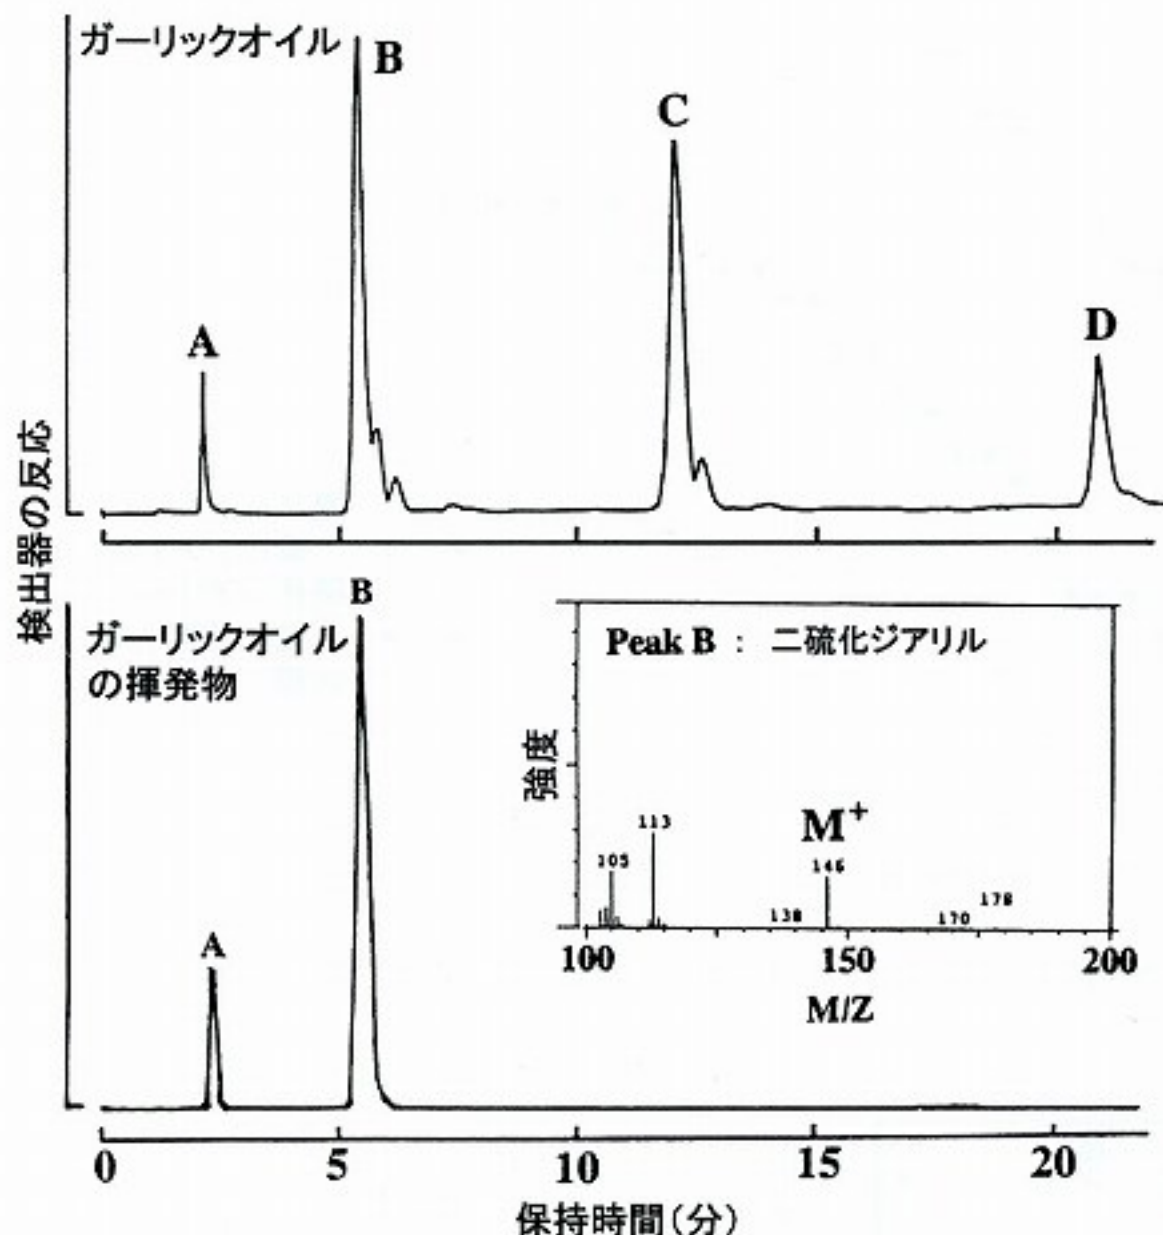 ガーリックオイル
B
C
A
D
検出器の反応
B
ガーリックオイル
の揮発物
A
Peak B : 二硫化ジアリル
強度
M+
113
105
146
138
170
178
100 150 200
M/Z
0 5 10 15 20
保持時間(分)